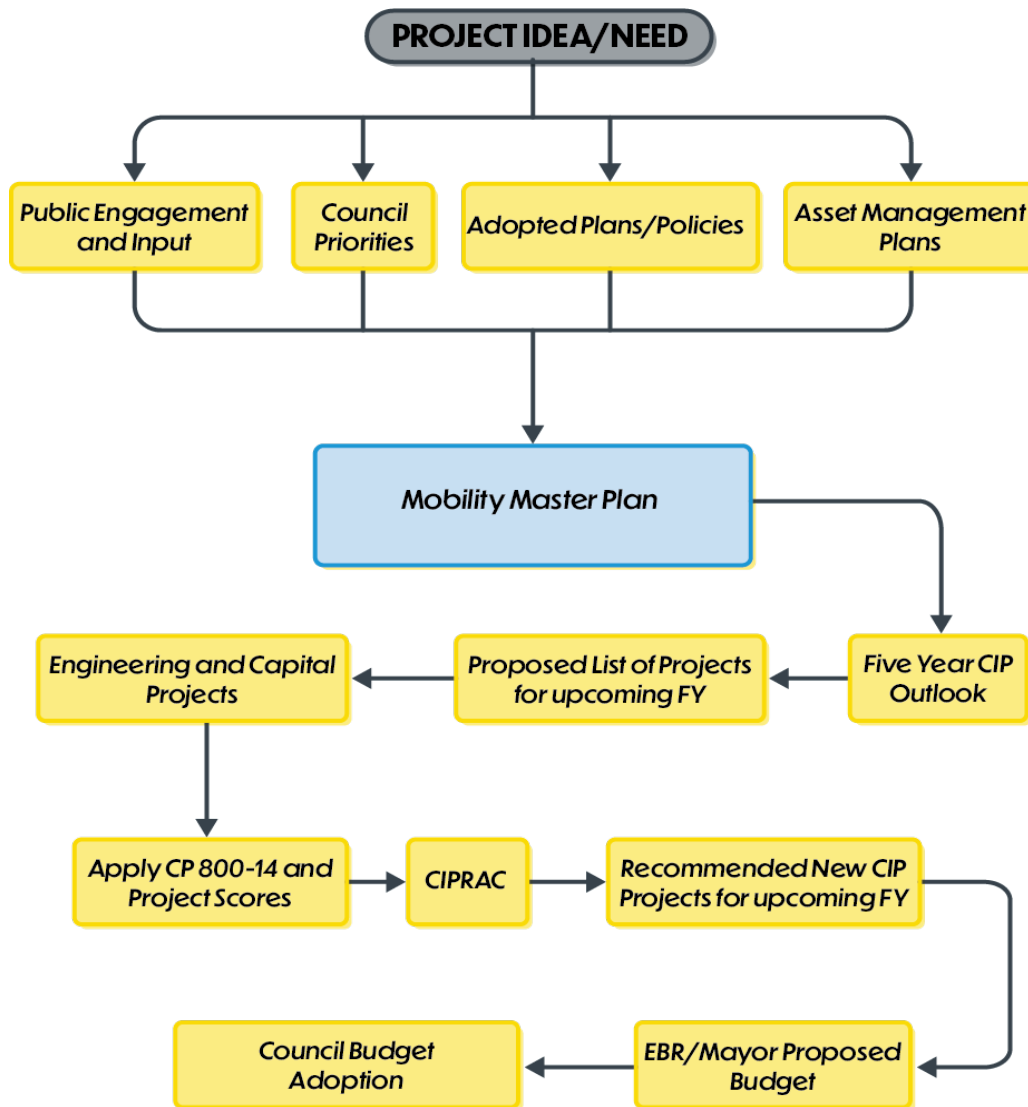 PROJECT IDEA/NEED
Public Engagement
and Input
Council
Priorities
Adopted Plans/Policies
Asset Management
Plans
Mobility Master Plan
Engineering and Capital
Projects
Proposed List of Projects
for upcoming FY
Five Year CIP
Outlook
Apply CP 800-14 and
Project Scores
CIPRAC
Recommended New CIP
Projects for upcoming FY
Council Budget
Adoption
EBR/Mayor Proposed
Budget